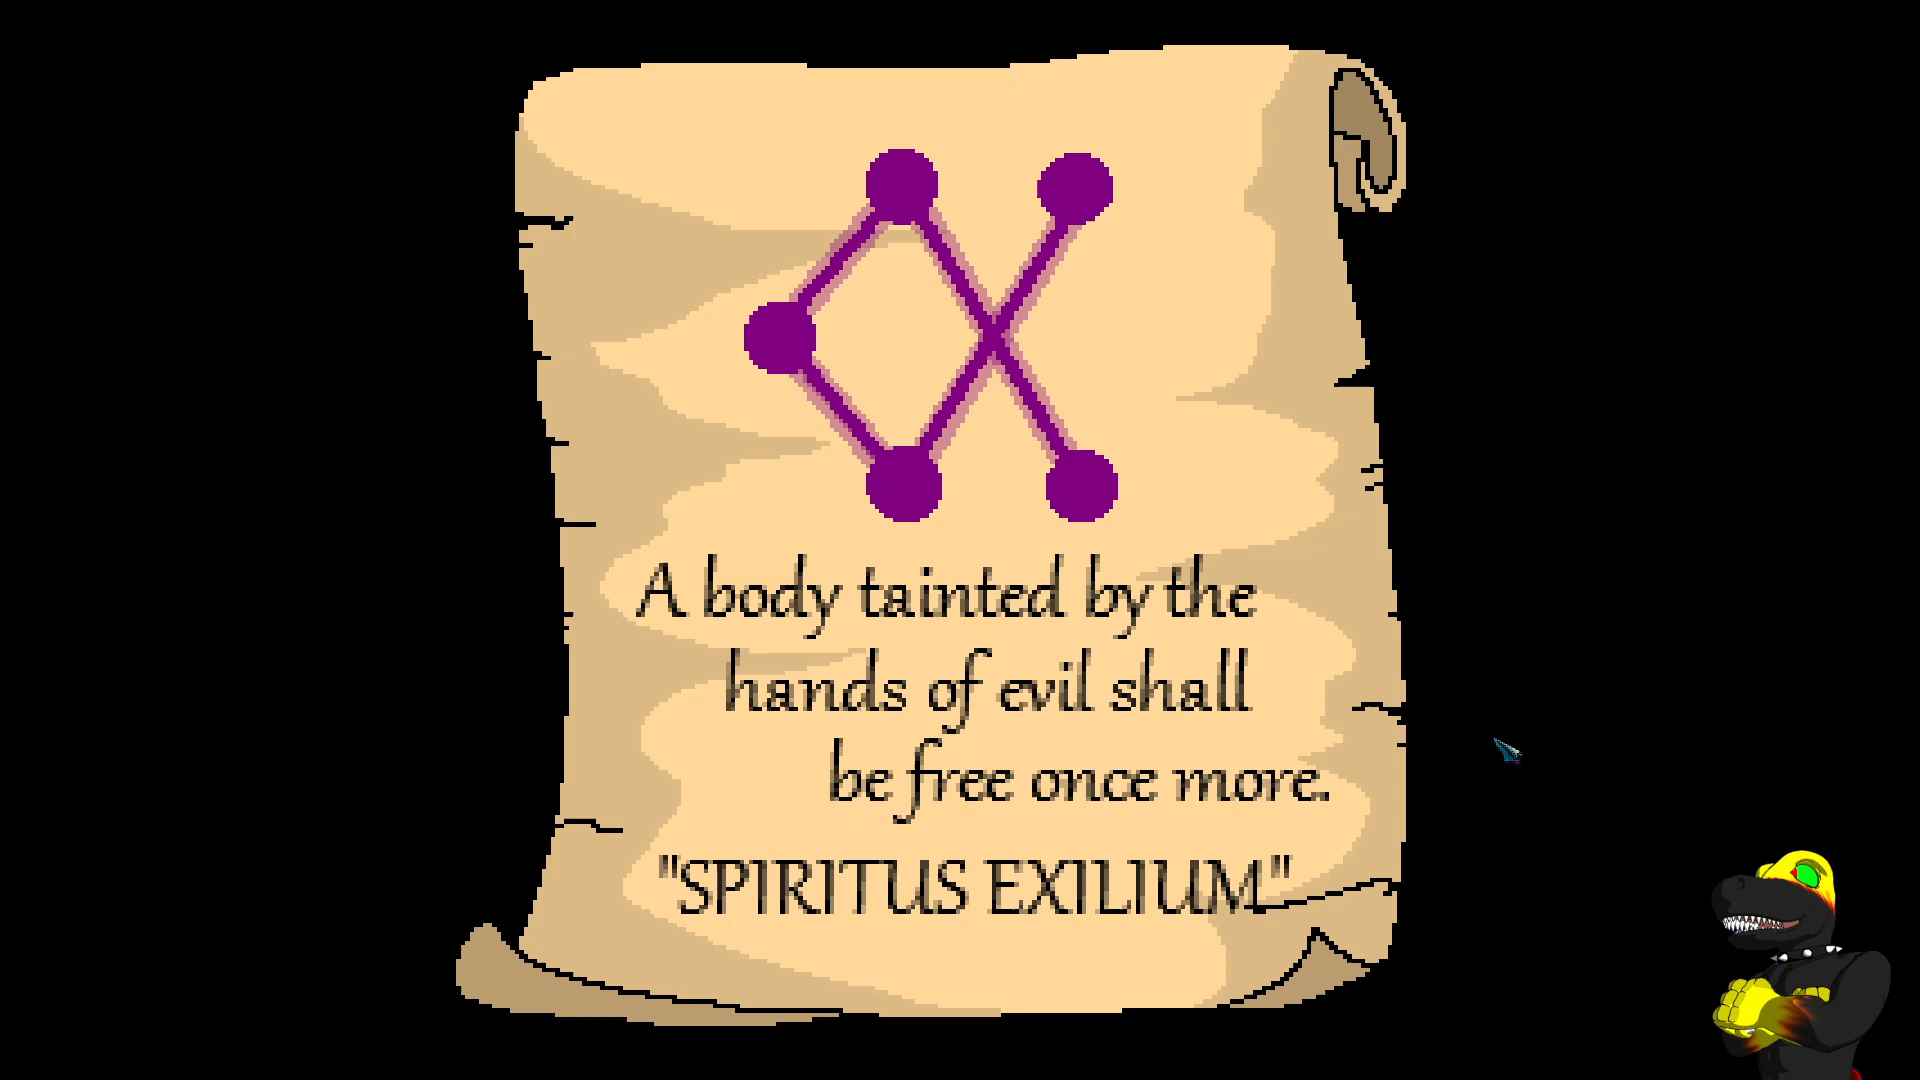 A body tainted by the
hands of evil shall
be free once more.
"SPIRITUS EXILIUM"